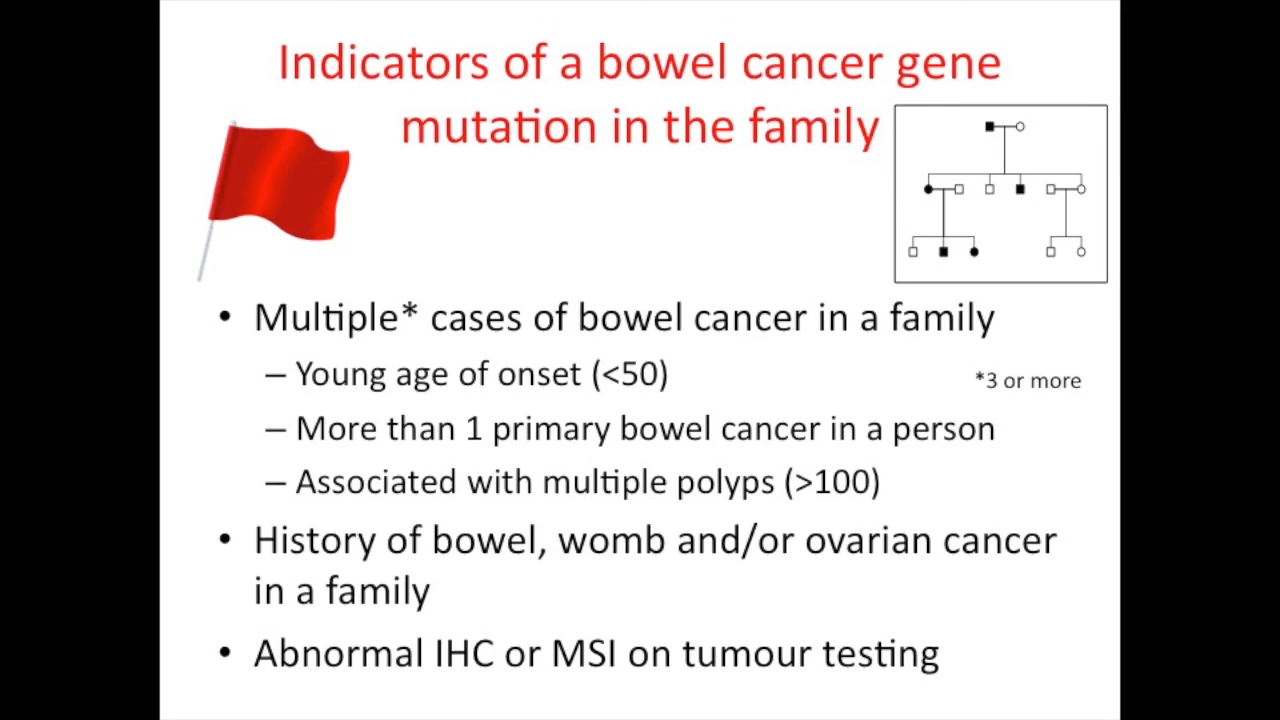 Indicators of a bowel cancer gene
mutation in the family
• Multiple* cases of bowel cancer in a family
– Young age of onset (<50)
*3 or more
– More than 1 primary bowel cancer in a person
– Associated with multiple polyps (>100)
• History of bowel, womb and/or ovarian cancer
in a family
• Abnormal IHC or MSI on tumour testing